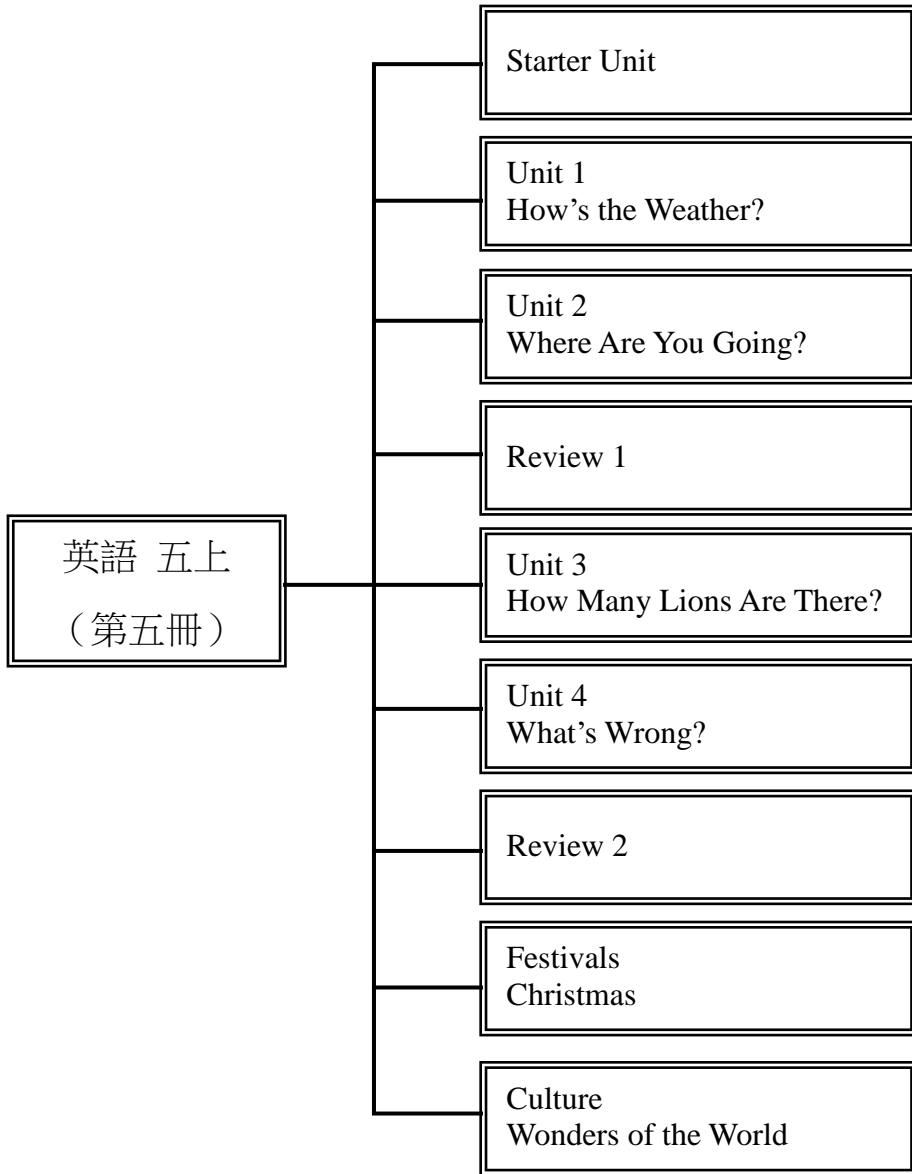 英語 五上
（第五冊）
Starter Unit
Unit 1
How’s the Weather?
Unit 2
Where Are You Going?
Review 1
Unit 3
How Many Lions Are There?
Unit 4
What’s Wrong?
Review 2
Festivals
Christmas
Culture
Wonders of the World